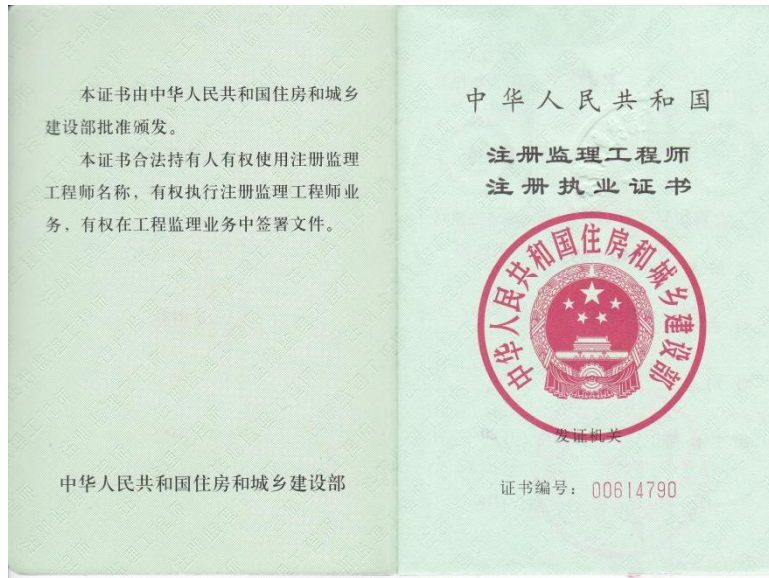 本证书由中华人民共和国住房和城乡
建设部批准颁发。
本证书合法持有人有权使用注册监理
工程师名称，有权执行注册监理工程师业
务，有权在工程监理业务中签署文件。
中华人民共和国住房和城乡建设部
中华人民共和国
注册监理工程师
注册执业证书
中华人民共和国住房和城乡建设部
发证机关
证书编号：00614790